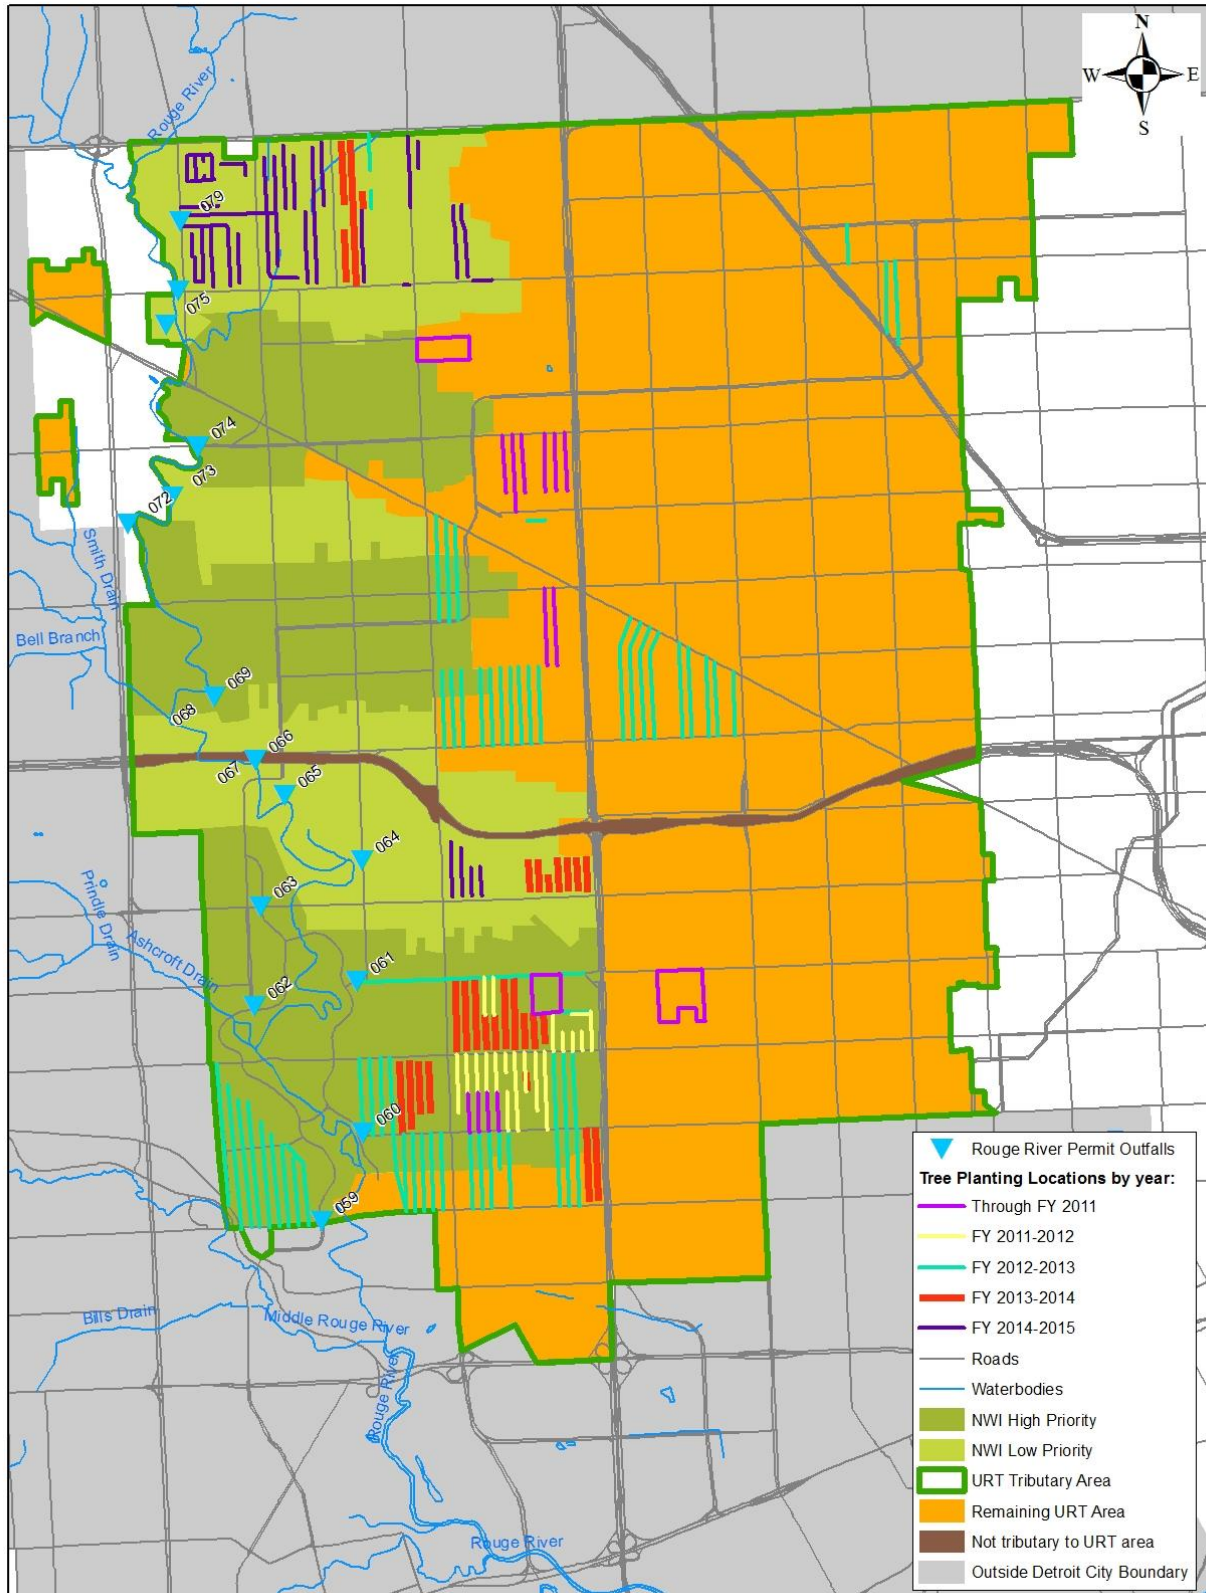 N
W
E
S
Rouge River
079
075
074
073
072
Smith Drain
Bell Branch
069
068
066
067
065
064
Prindle Drain
063
Ashcroft Drain
061
062
060
059
Bills Drain
Middle Rouge River
Rouge River
Rouge River
Rouge River Permit Outfalls
Tree Planting Locations by year:
Through FY 2011
FY 2011-2012
FY 2012-2013
FY 2013-2014
FY 2014-2015
Roads
Waterbodies
NWI High Priority
NWI Low Priority
URT Tributary Area
Remaining URT Area
Not tributary to URT area
Outside Detroit City Boundary